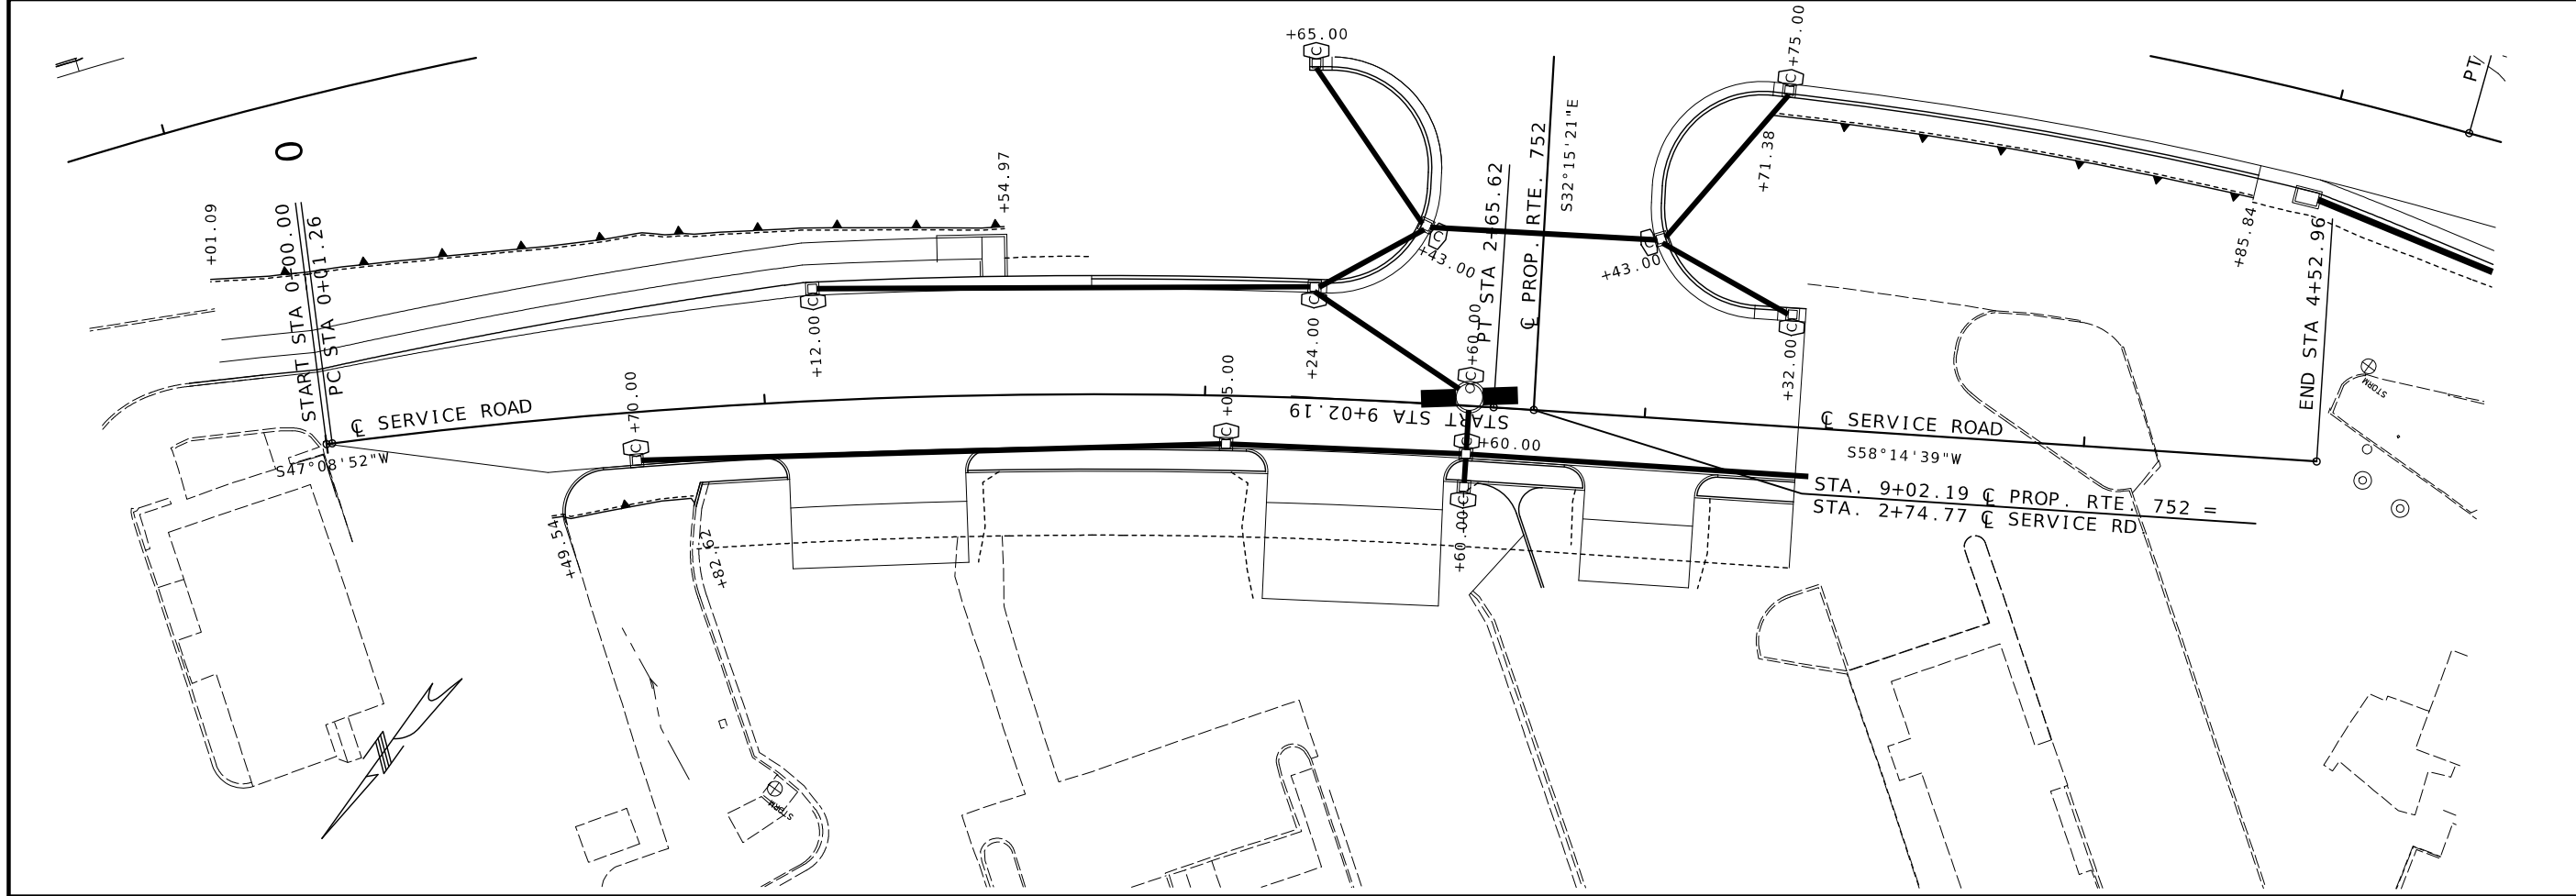 +65.00
+75.00
PT
0
+01.09
START STA 0+00.00
PC STA 0+01.26
+54.97
PT STA 2+65.62
℄ PROP. RTE. 752
S32°15'21"E
+71.38
+85.84
END STA 4+52.96
C
C
C
+43.00
C
+43.00
C
+12.00
C
+24.00
C
+60.00
C
+32.00
STORM
℄ SERVICE ROAD
S47°08'52"W
+70.00
C
+05.00
C
START STA 9+02.19
C
+60.00
℄ SERVICE ROAD
S58°14'39"W
STA. 9+02.19 ℄ PROP. RTE. 752 =
STA. 2+74.77 ℄ SERVICE RD
+49.54
+82.62
C
+60.00
STORM